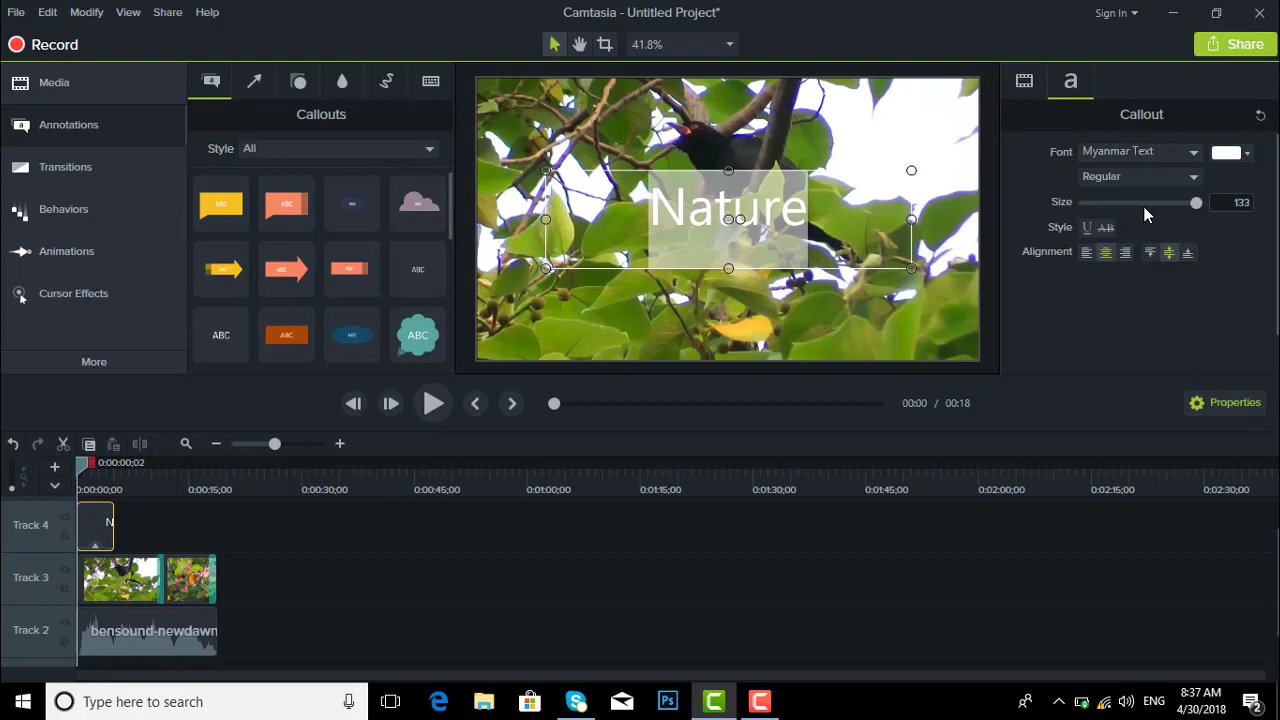 File Edit Modify View Share Help
Camtasia - Untitled Project*
Sign In
Record
41.8%
Share
Media
Annotations
Transitions
Behaviors
Animations
Cursor Effects
More
Callouts
Style All
ABC ABC
ABC ABC ABC ABC
ABC ABC ABC ABC
Nature
a
Callout
Font Myanmar Text
Regular
Size 133
Style U AB
Alignment
00:00 / 00:18
Properties
0:00:00;02
0:00:00;00 0:00:15;00 0:00:30;00 0:00:45;00 0:01:00;00 0:01:15;00 0:01:30;00 0:01:45;00 0:02:00;00 0:02:15;00 0:02:30;00
Track 4 N
Track 3
Track 2 bensound-newdawn
Type here to search
Ps
ENG
8:37 AM
4/30/2018
2